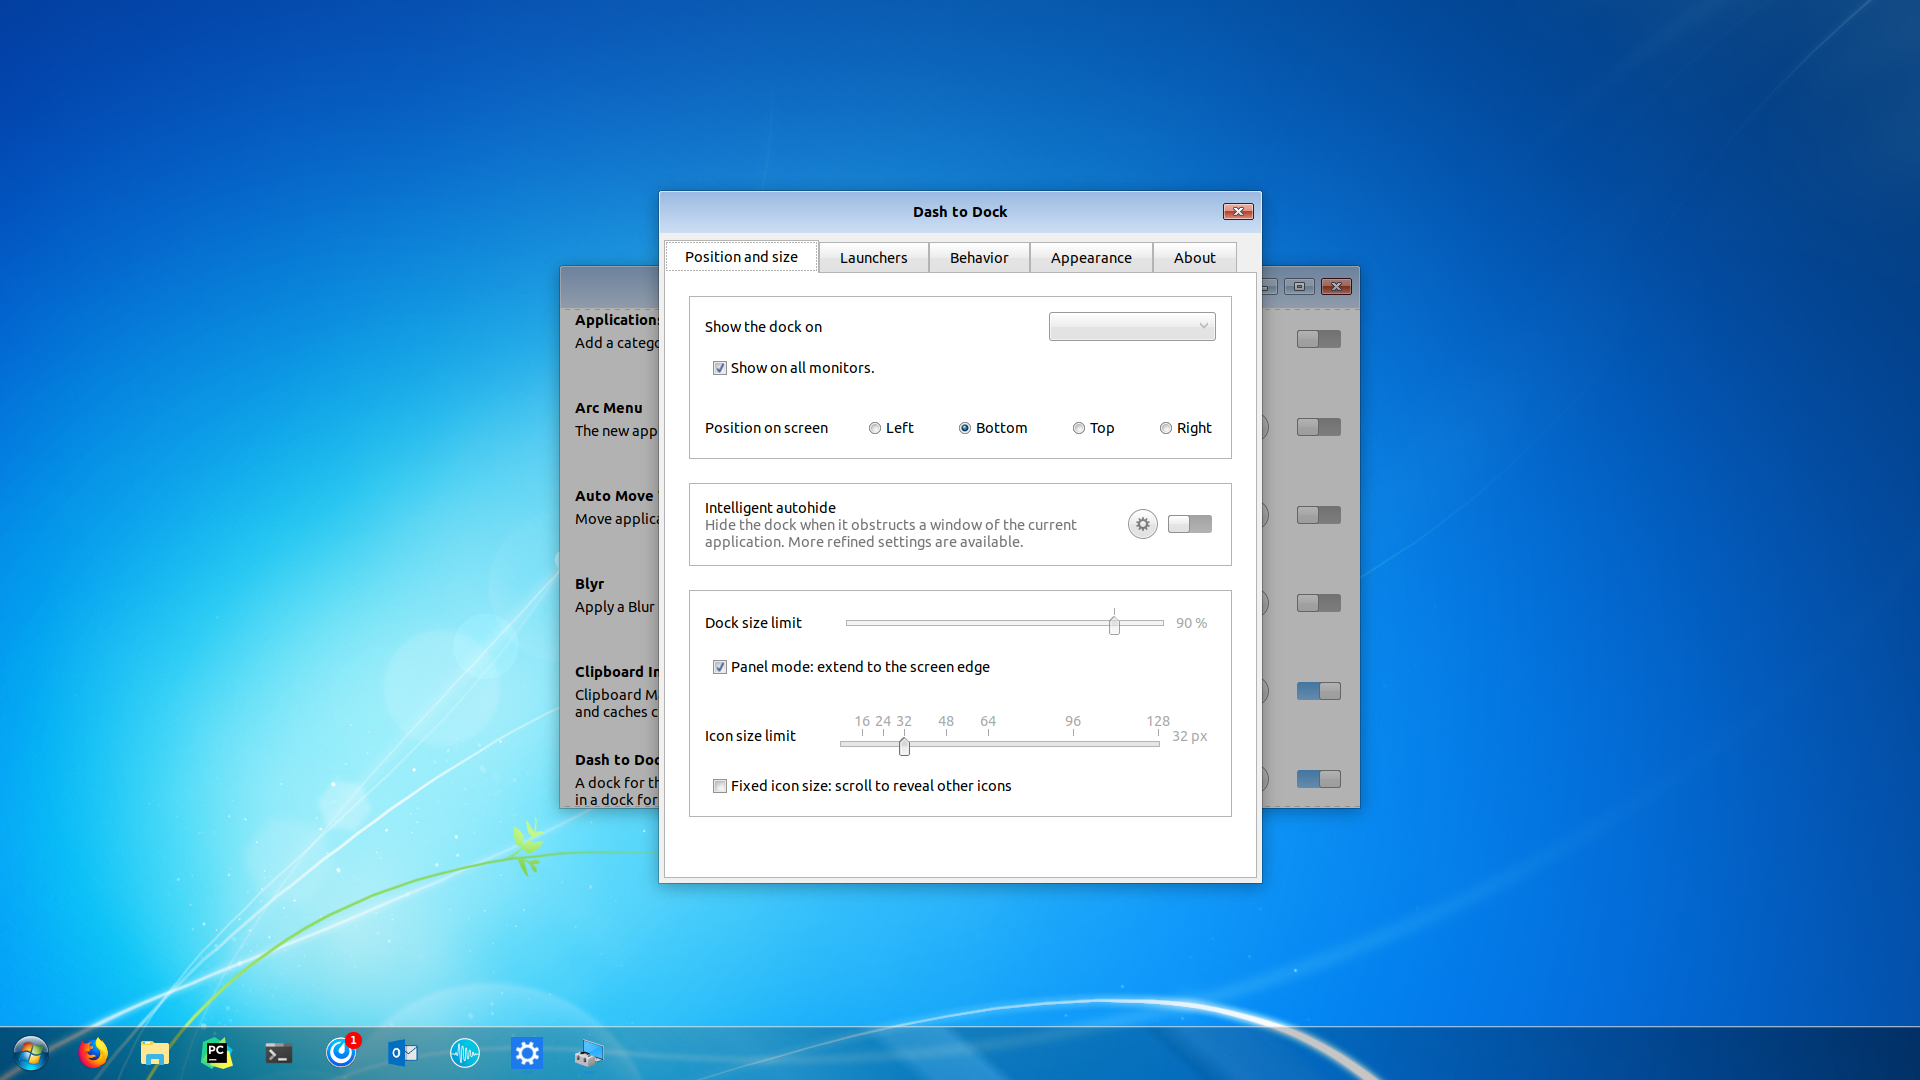 Dash to Dock
Position and size
Launchers
Behavior
Appearance
About
Show the dock on
Show on all monitors.
Position on screen
Left
Bottom
Top
Right
Intelligent autohide
Hide the dock when it obstructs a window of the current
application. More refined settings are available.
Dock size limit
90 %
Panel mode: extend to the screen edge
16 24 32 48 64 96 128
Icon size limit
32 px
Fixed icon size: scroll to reveal other icons
Applications
Add a catego
Arc Menu
The new app
Auto Move
Move applica
Blyr
Apply a Blur
Clipboard In
Clipboard M
and caches c
Dash to Doc
A dock for th
in a dock for
PC
1
O